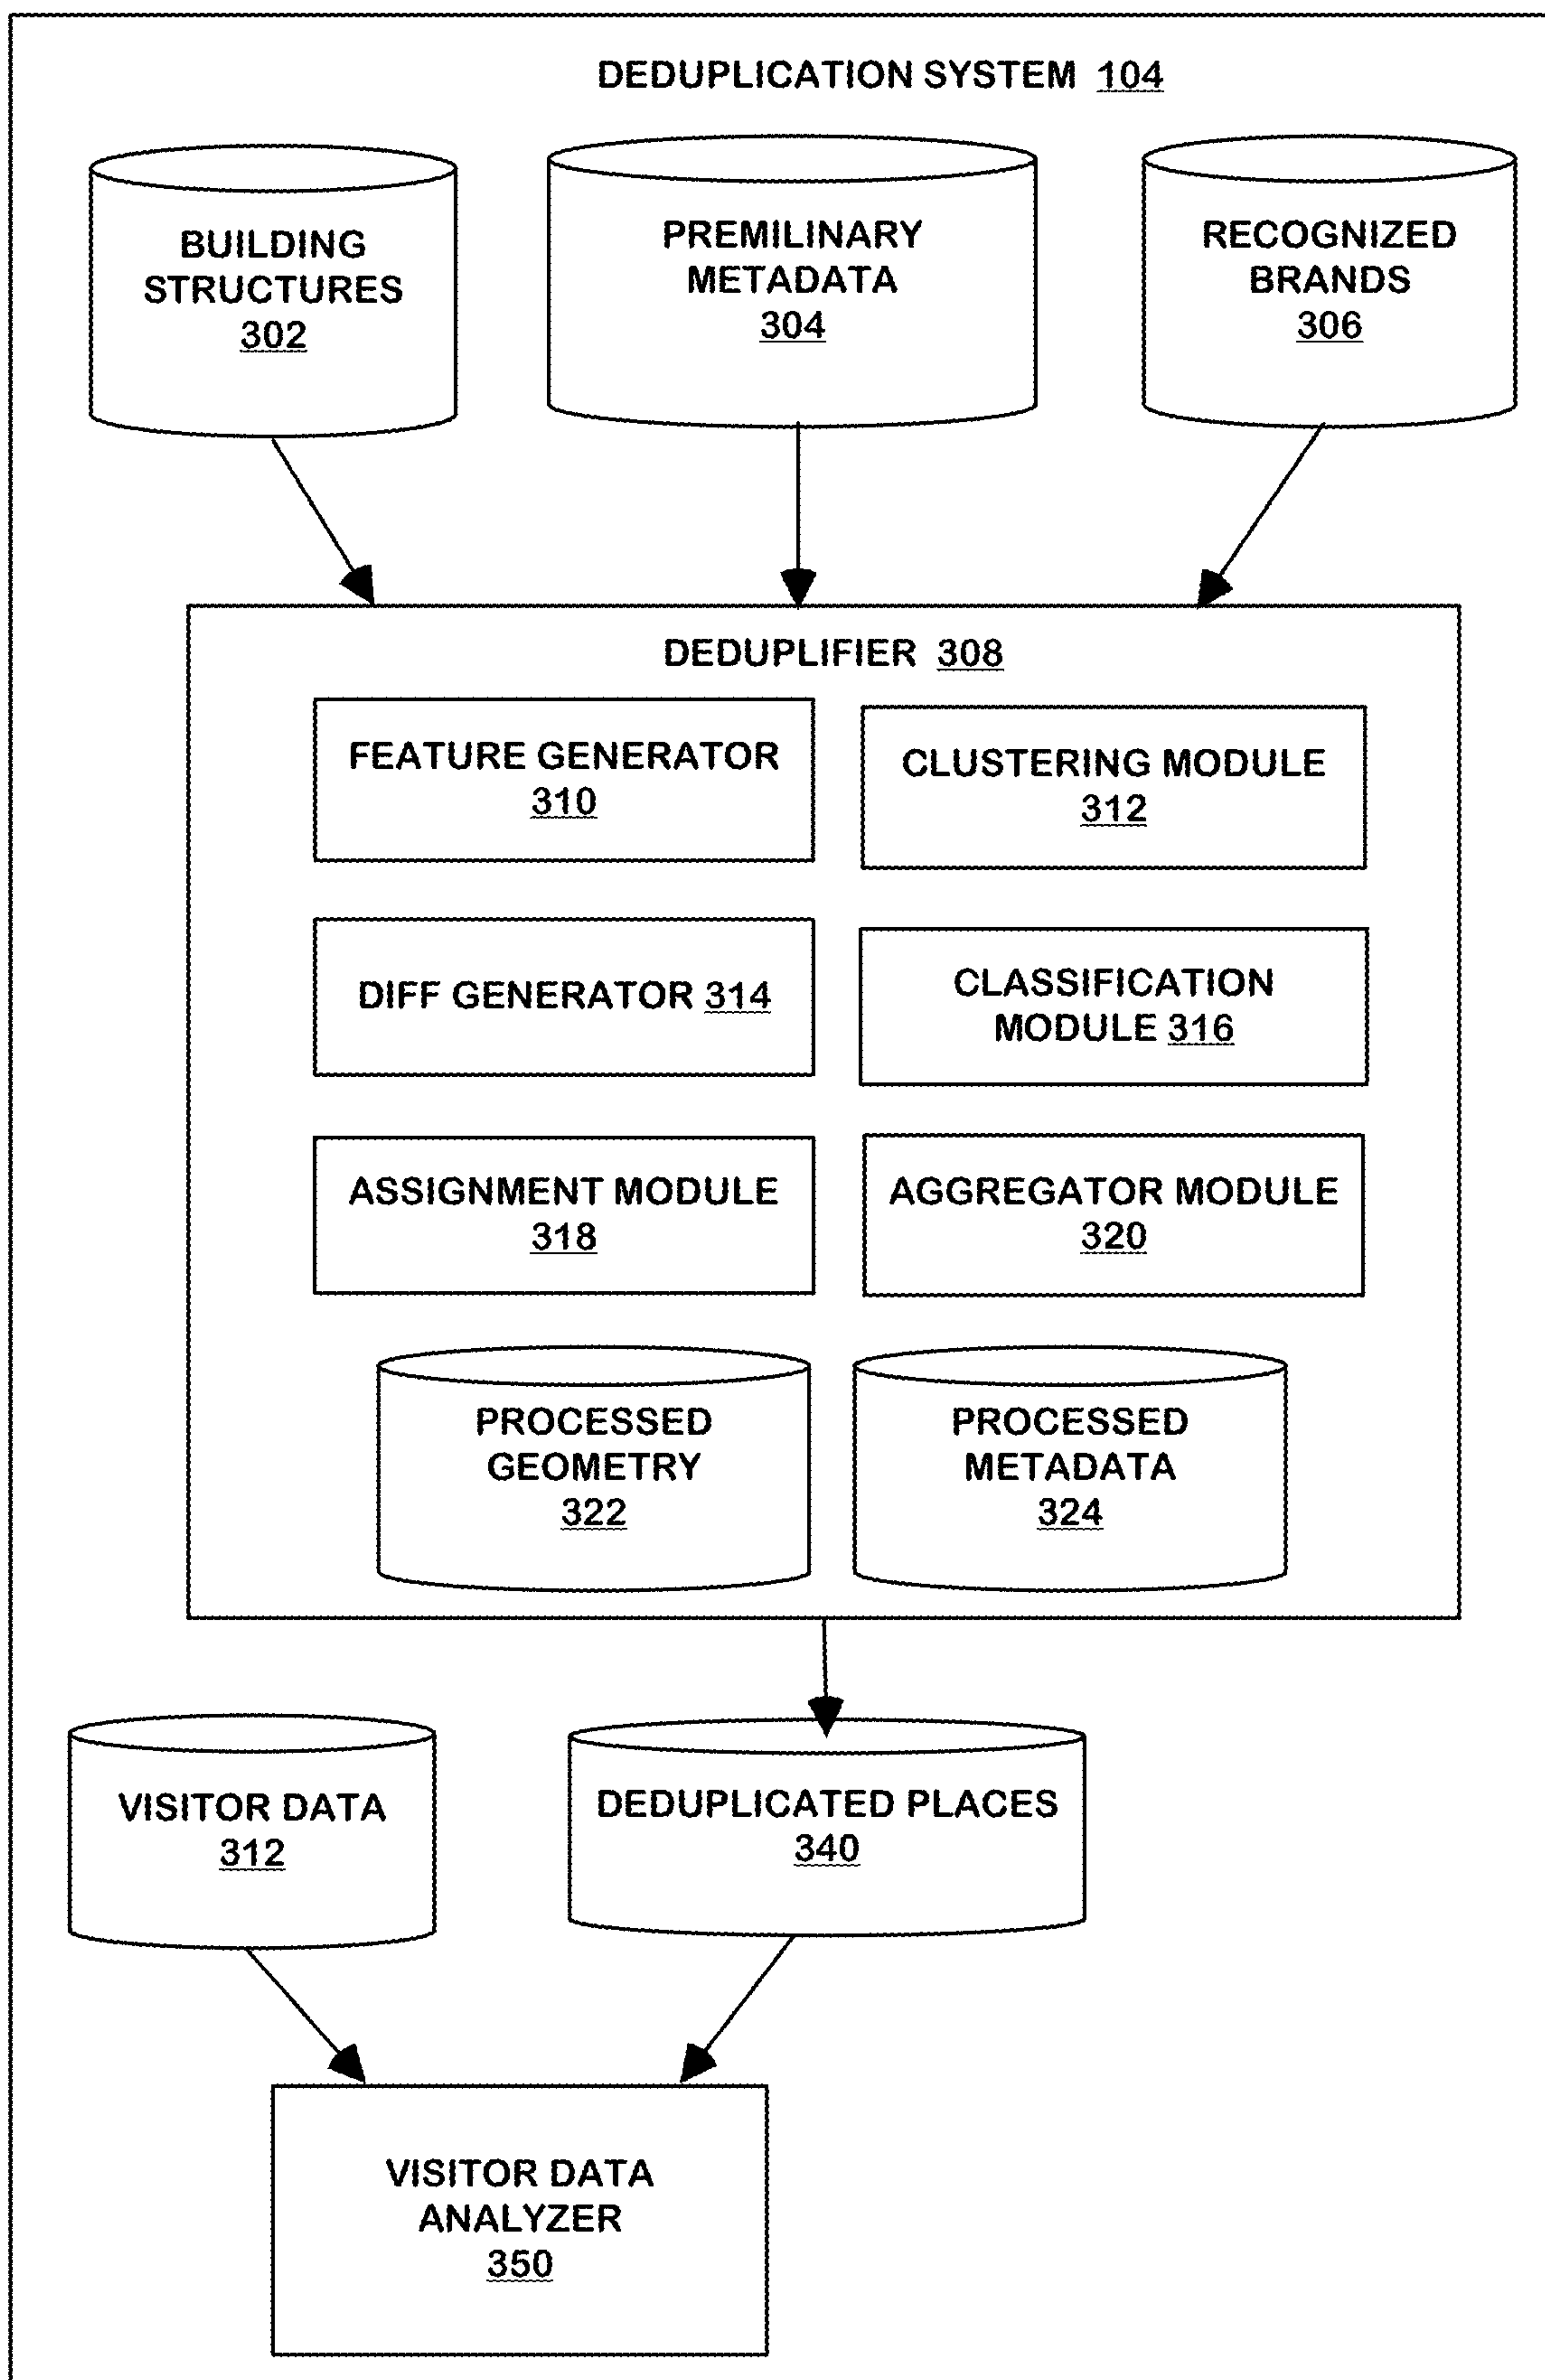 DEDUPLICATION SYSTEM 104
BUILDING
STRUCTURES
302
PREMILINARY
METADATA
304
RECOGNIZED
BRANDS
306
DEDUPLIFIER 308
FEATURE GENERATOR
310
CLUSTERING MODULE
312
DIFF GENERATOR 314
CLASSIFICATION
MODULE 316
ASSIGNMENT MODULE
318
AGGREGATOR MODULE
320
PROCESSED
GEOMETRY
322
PROCESSED
METADATA
324
VISITOR DATA
312
DEDUPLICATED PLACES
340
VISITOR DATA
ANALYZER
350